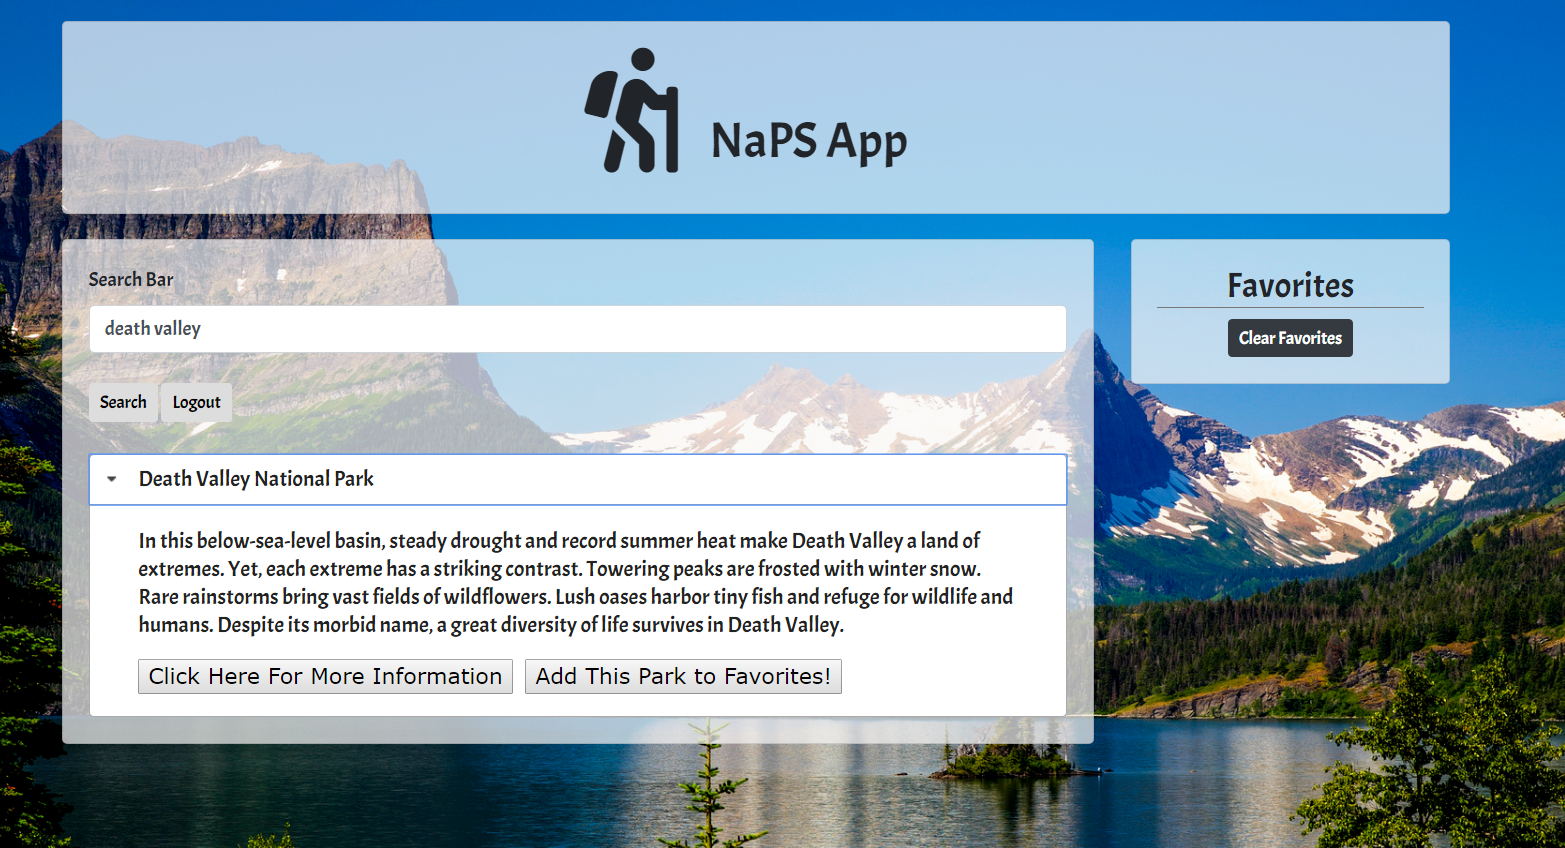 NaPS App
Search Bar
death valley
Search Logout
Death Valley National Park
In this below-sea-level basin, steady drought and record summer heat make Death Valley a land of
extremes. Yet, each extreme has a striking contrast. Towering peaks are frosted with winter snow.
Rare rainstorms bring vast fields of wildflowers. Lush oases harbor tiny fish and refuge for wildlife and
humans. Despite its morbid name, a great diversity of life survives in Death Valley.
Click Here For More Information Add This Park to Favorites!
Favorites
Clear Favorites